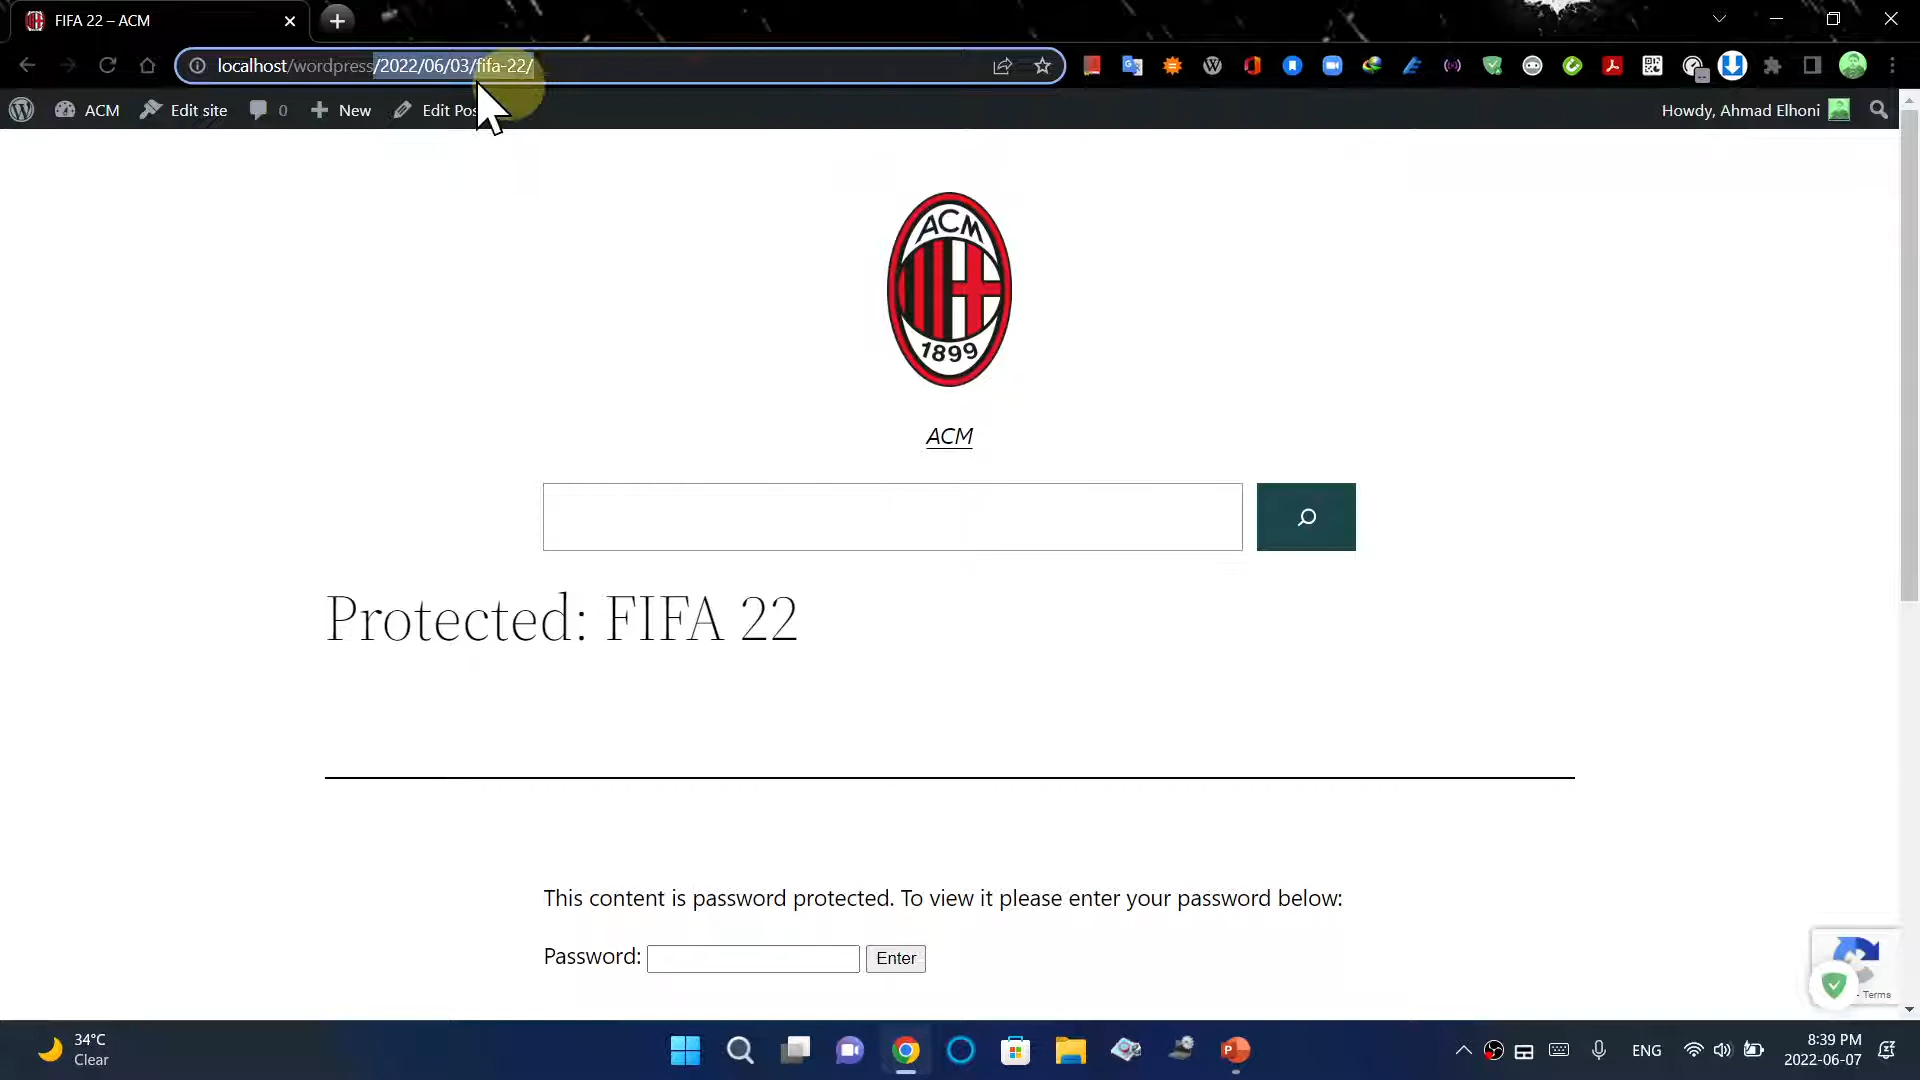 FIFA 22 – ACM
localhost/wordpress/2022/06/03/fifa-22/
ACM
Edit site
0
New
Edit Pos
Howdy, Ahmad Elhoni
ACM
1899
ACM
Protected: FIFA 22
This content is password protected. To view it please enter your password below:
Password:
Enter
- Terms
34°C
Clear
ENG
8:39 PM
2022-06-07